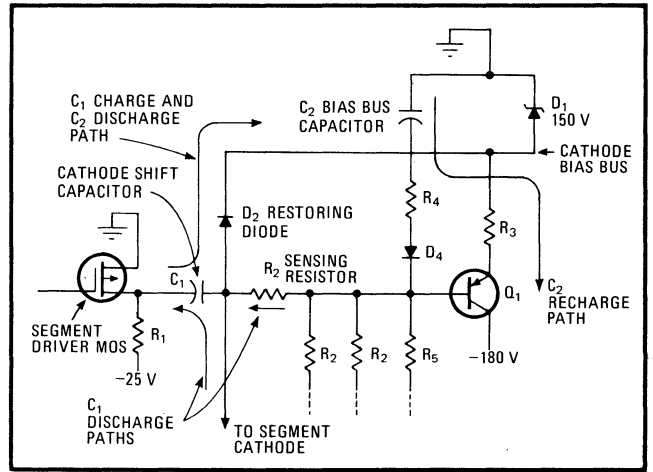 C1 CHARGE AND
C2 DISCHARGE
PATH
C2 BIAS BUS
CAPACITOR
D1
150 V
CATHODE
BIAS BUS
CATHODE SHIFT
CAPACITOR
R4
D2 RESTORING
DIODE
R3
D4
C1
R2
SENSING
RESISTOR
Q1
C2
RECHARGE
PATH
SEGMENT
DRIVER MOS
R1
R2
R2
R5
−180 V
−25 V
C1
DISCHARGE
PATHS
TO SEGMENT
CATHODE